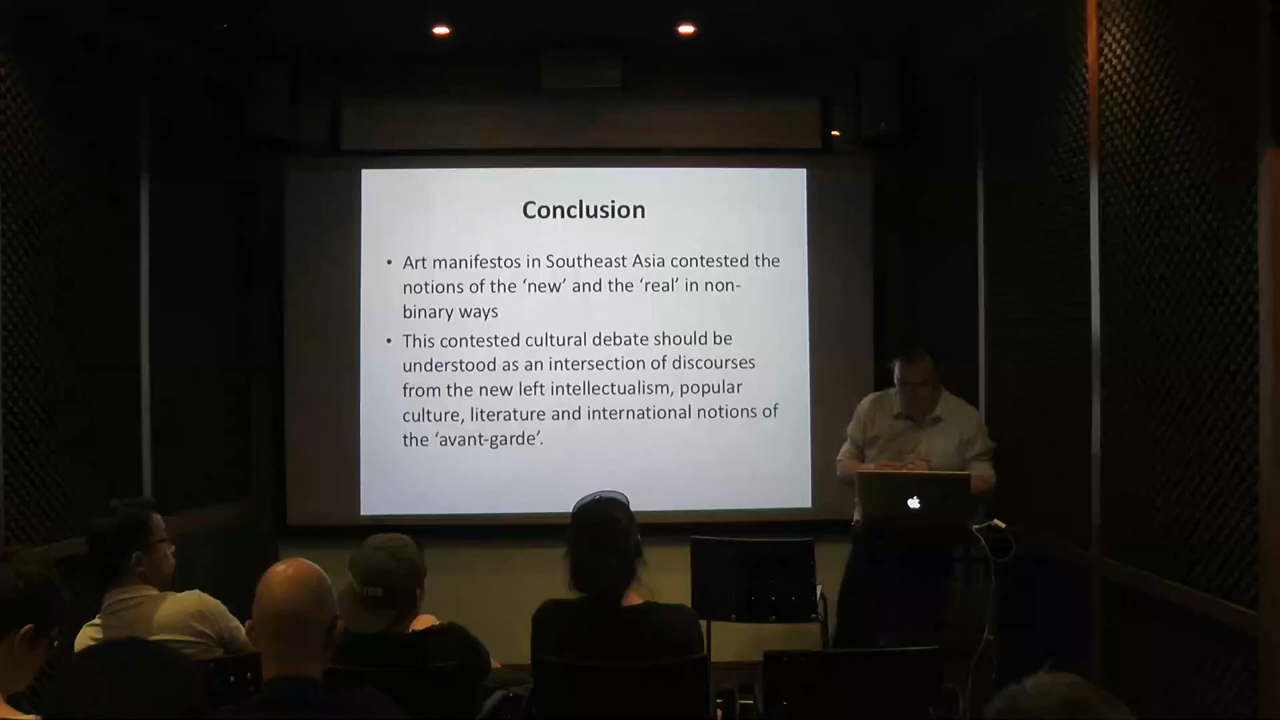 Conclusion
• Art manifestos in Southeast Asia contested the
notions of the ‘new’ and the ‘real’ in non-
binary ways
• This contested cultural debate should be
understood as an intersection of discourses
from the new left intellectualism, popular
culture, literature and international notions of
the ‘avant-garde’.